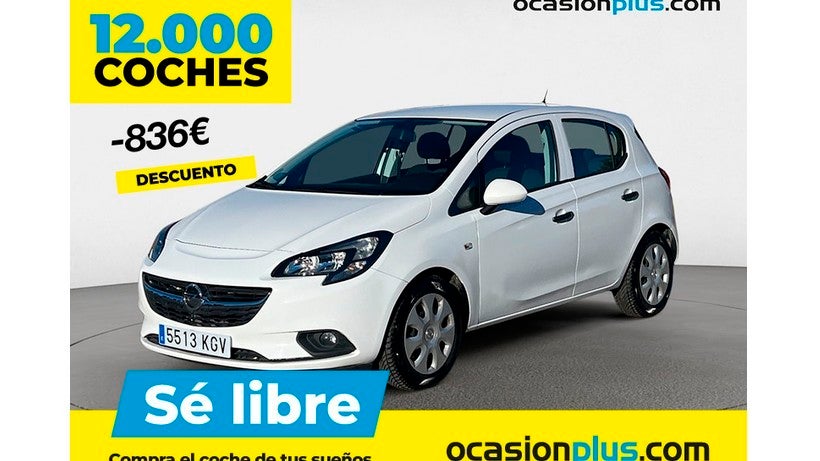 ocasionplus.com
12.000
COCHES
-836€
DESCUENTO
5513 KGV
Sé libre
Compra el coche de tus sueños
ocasionplus.com